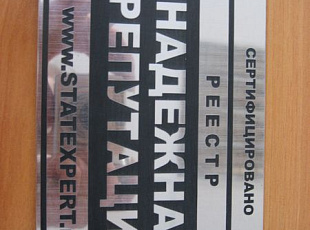 СЕРТИФИЦИРОВАНО
РЕЕСТР
НАДЕЖНА
РЕПУТАЦИ
www.STATEXPERT.